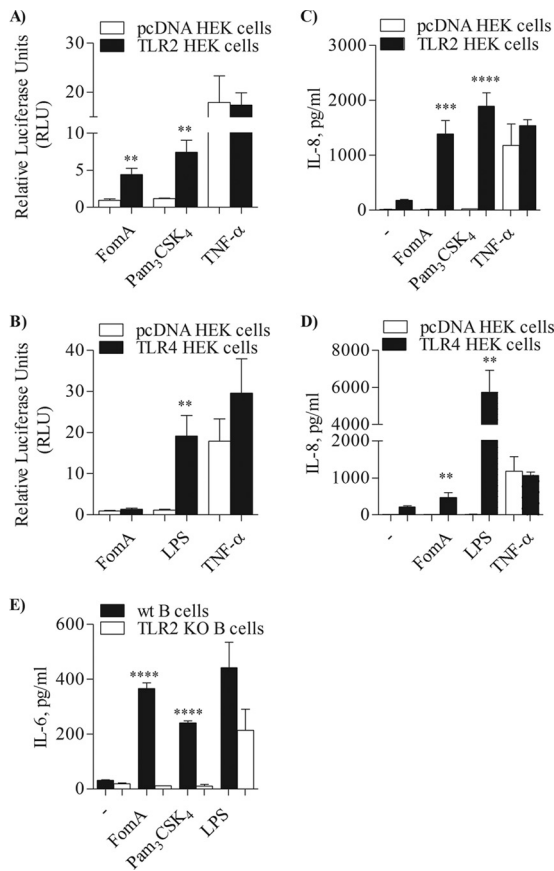 A)
pcDNA HEK cells
TLR2 HEK cells
Relative Luciferase Units
(RLU)
30
20
10
5
0
**
**
FomA
Pam3CSK4
TNF-α
C)
pcDNA HEK cells
TLR2 HEK cells
IL-8, pg/ml
3000
2000
1000
0
***
****
-
FomA
Pam3CSK4
TNF-α
B)
pcDNA HEK cells
TLR4 HEK cells
Relative Luciferase Units
(RLU)
40
30
20
10
0
**
FomA
LPS
TNF-α
D)
pcDNA HEK cells
TLR4 HEK cells
IL-8, pg/ml
8000
6000
4000
2000
1000
0
**
**
-
FomA
LPS
TNF-α
E)
wt B cells
TLR2 KO B cells
IL-6, pg/ml
600
400
200
0
****
****
-
FomA
Pam3CSK4
LPS